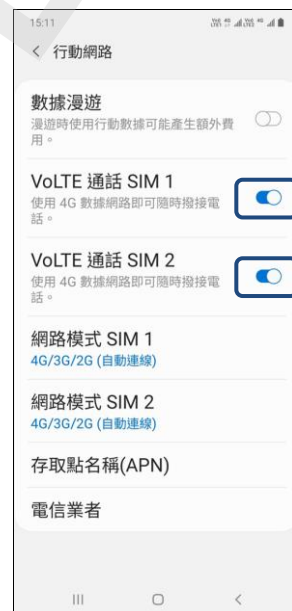 15:11
行動網路
數據漫遊
漫遊時使用行動數據可能產生額外費
用。
VoLTE 通話 SIM 1
使用 4G 數據網路即可隨時撥接電
話。
VoLTE 通話 SIM 2
使用 4G 數據網路即可隨時撥接電
話。
網路模式 SIM 1
4G/3G/2G (自動連線)
網路模式 SIM 2
4G/3G/2G (自動連線)
存取點名稱(APN)
電信業者